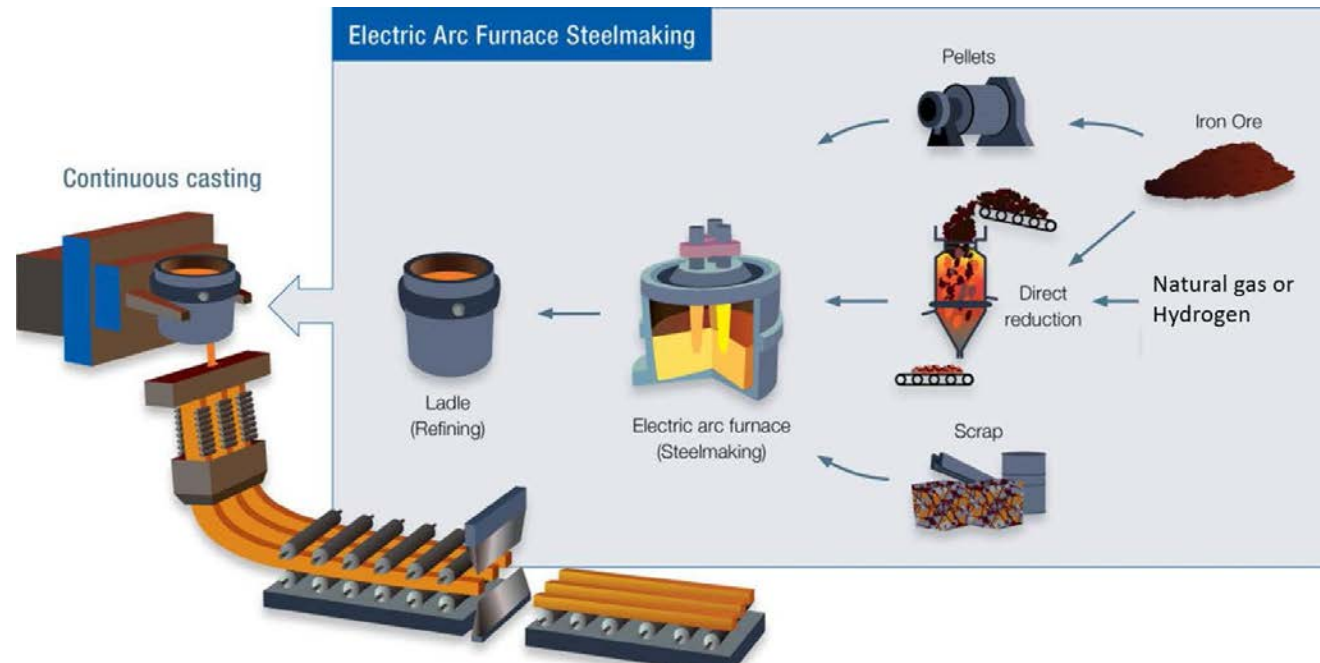 Electric Arc Furnace Steelmaking
Pellets
Iron Ore
Continuous casting
Direct
reduction
Natural gas or
Hydrogen
Ladle
(Refining)
Electric arc furnace
(Steelmaking)
Scrap